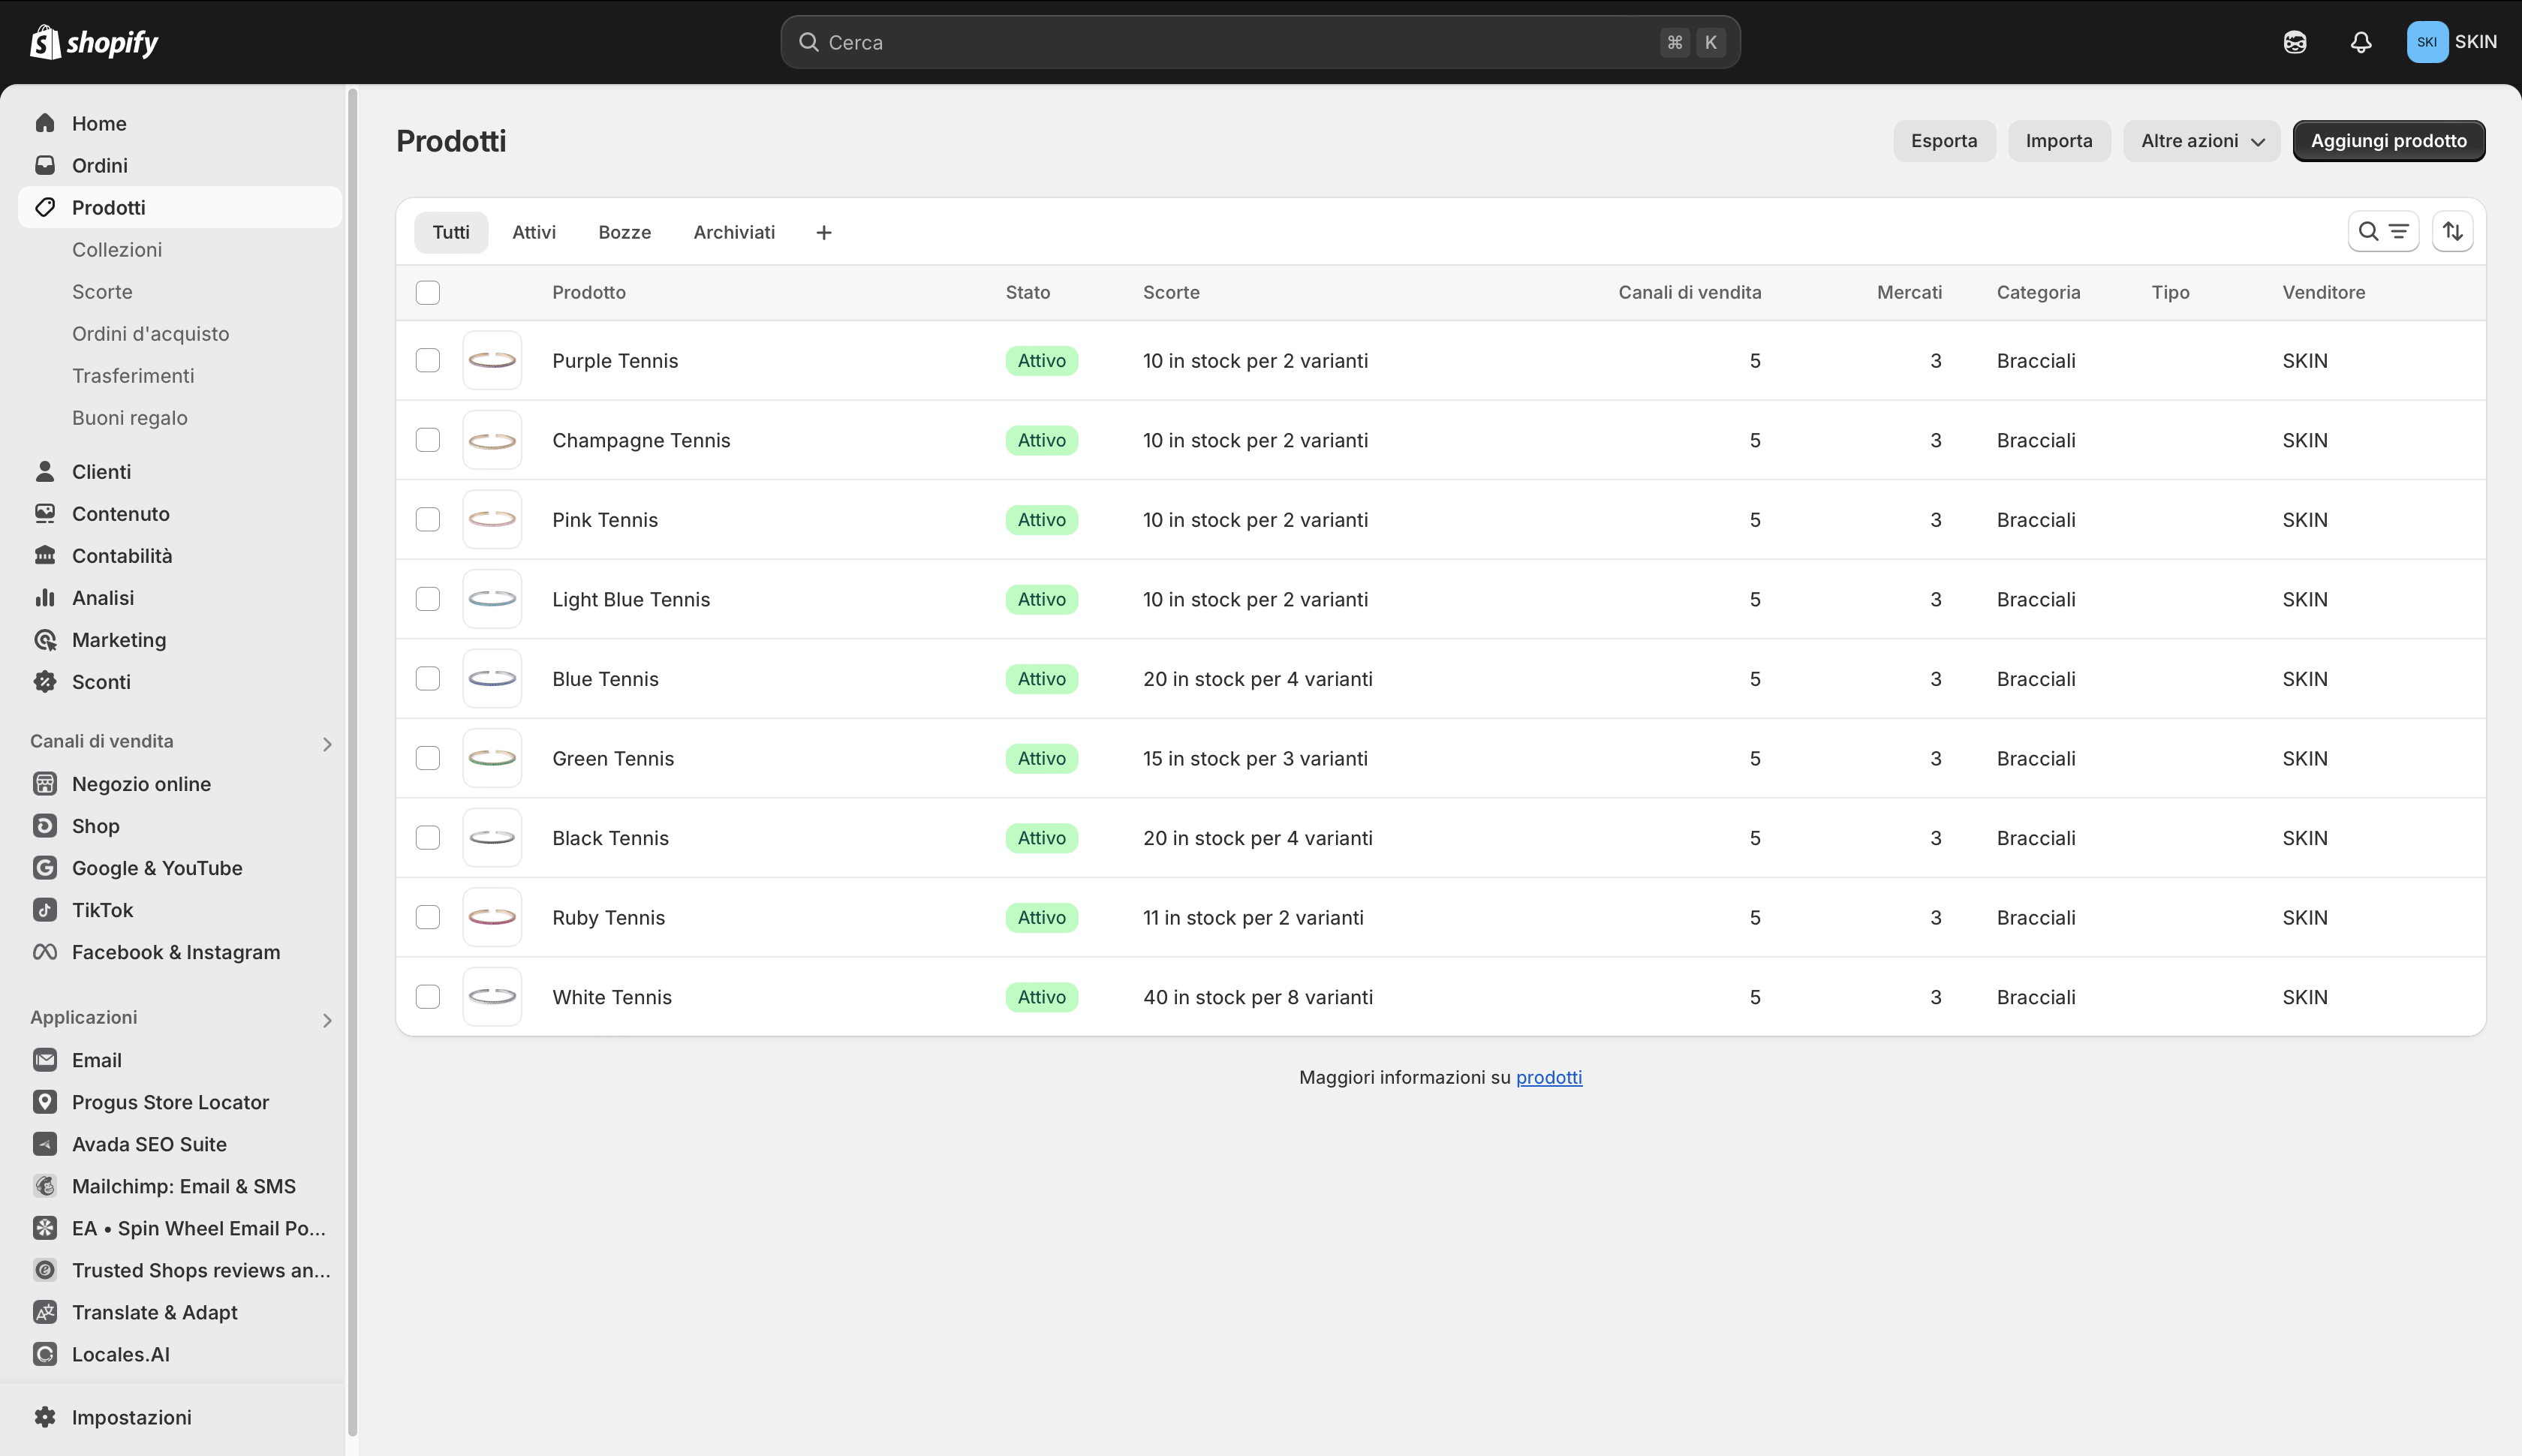 shopify
Cerca
⌘ K
SKI
SKIN
Home
Ordini
Prodotti
Collezioni
Scorte
Ordini d'acquisto
Trasferimenti
Buoni regalo
Clienti
Contenuto
Contabilità
Analisi
Marketing
Sconti
Canali di vendita
Negozio online
Shop
Google & YouTube
TikTok
Facebook & Instagram
Applicazioni
Email
Progus Store Locator
Avada SEO Suite
Mailchimp: Email & SMS
EA • Spin Wheel Email Po...
Trusted Shops reviews an...
Translate & Adapt
Locales.AI
Impostazioni
Prodotti
Esporta Importa Altre azioni Aggiungi prodotto
Tutti Attivi Bozze Archiviati +
Prodotto Stato Scorte Canali di vendita Mercati Categoria Tipo Venditore
Purple Tennis Attivo 10 in stock per 2 varianti 5 3 Bracciali SKIN
Champagne Tennis Attivo 10 in stock per 2 varianti 5 3 Bracciali SKIN
Pink Tennis Attivo 10 in stock per 2 varianti 5 3 Bracciali SKIN
Light Blue Tennis Attivo 10 in stock per 2 varianti 5 3 Bracciali SKIN
Blue Tennis Attivo 20 in stock per 4 varianti 5 3 Bracciali SKIN
Green Tennis Attivo 15 in stock per 3 varianti 5 3 Bracciali SKIN
Black Tennis Attivo 20 in stock per 4 varianti 5 3 Bracciali SKIN
Ruby Tennis Attivo 11 in stock per 2 varianti 5 3 Bracciali SKIN
White Tennis Attivo 40 in stock per 8 varianti 5 3 Bracciali SKIN
Maggiori informazioni su prodotti